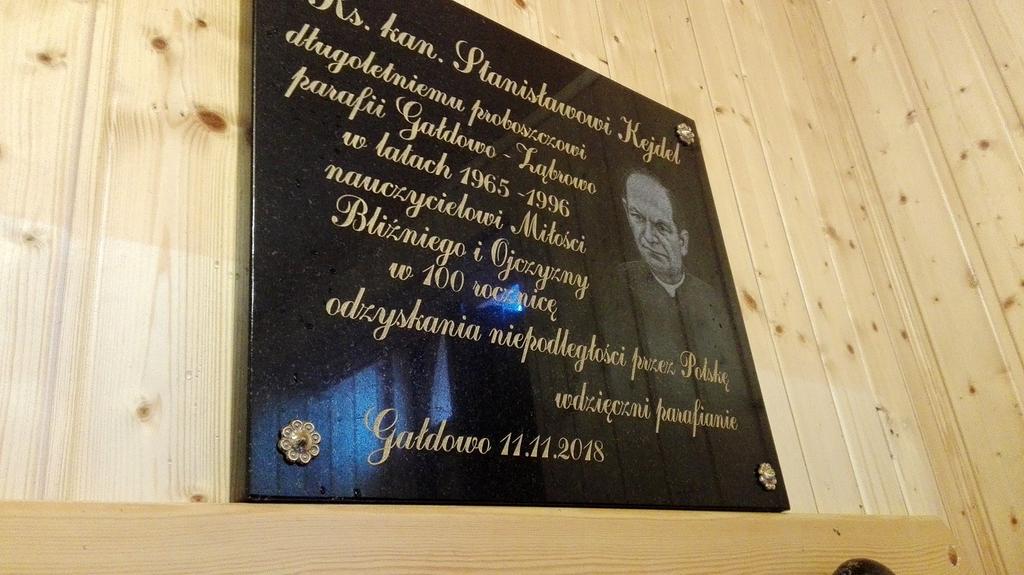 Ks. kan. Stanisławowi Kejdel
długoletniemu proboszczowi
parafii Gałdowo - Ząbrowo
w latach 1965 - 1996
nauczycielowi Miłości
Bliźniego i Ojczyzny
w 100 rocznicę
odzyskania niepodległości przez Polskę
wdzięczni parafianie
Gałdowo 11.11.2018